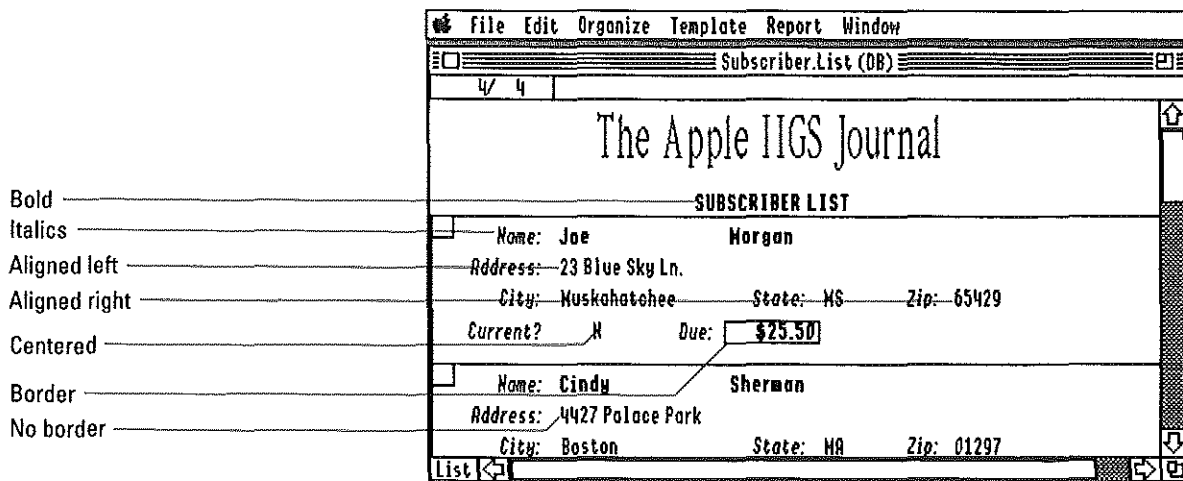 File Edit Organize Template Report Window
Subscriber.List (DB)
4/ 4
The Apple IIGS Journal
Bold
SUBSCRIBER LIST
Italics
Name: Joe Morgan
Aligned left
Address: 23 Blue Sky Ln.
Aligned right
City: Muskahatchee State: MS Zip: 65429
Centered
Current? N Due: $25.50
Border
Name: Cindy Sherman
No border
Address: 4427 Palace Park
City: Boston State: MA Zip: 01297
List